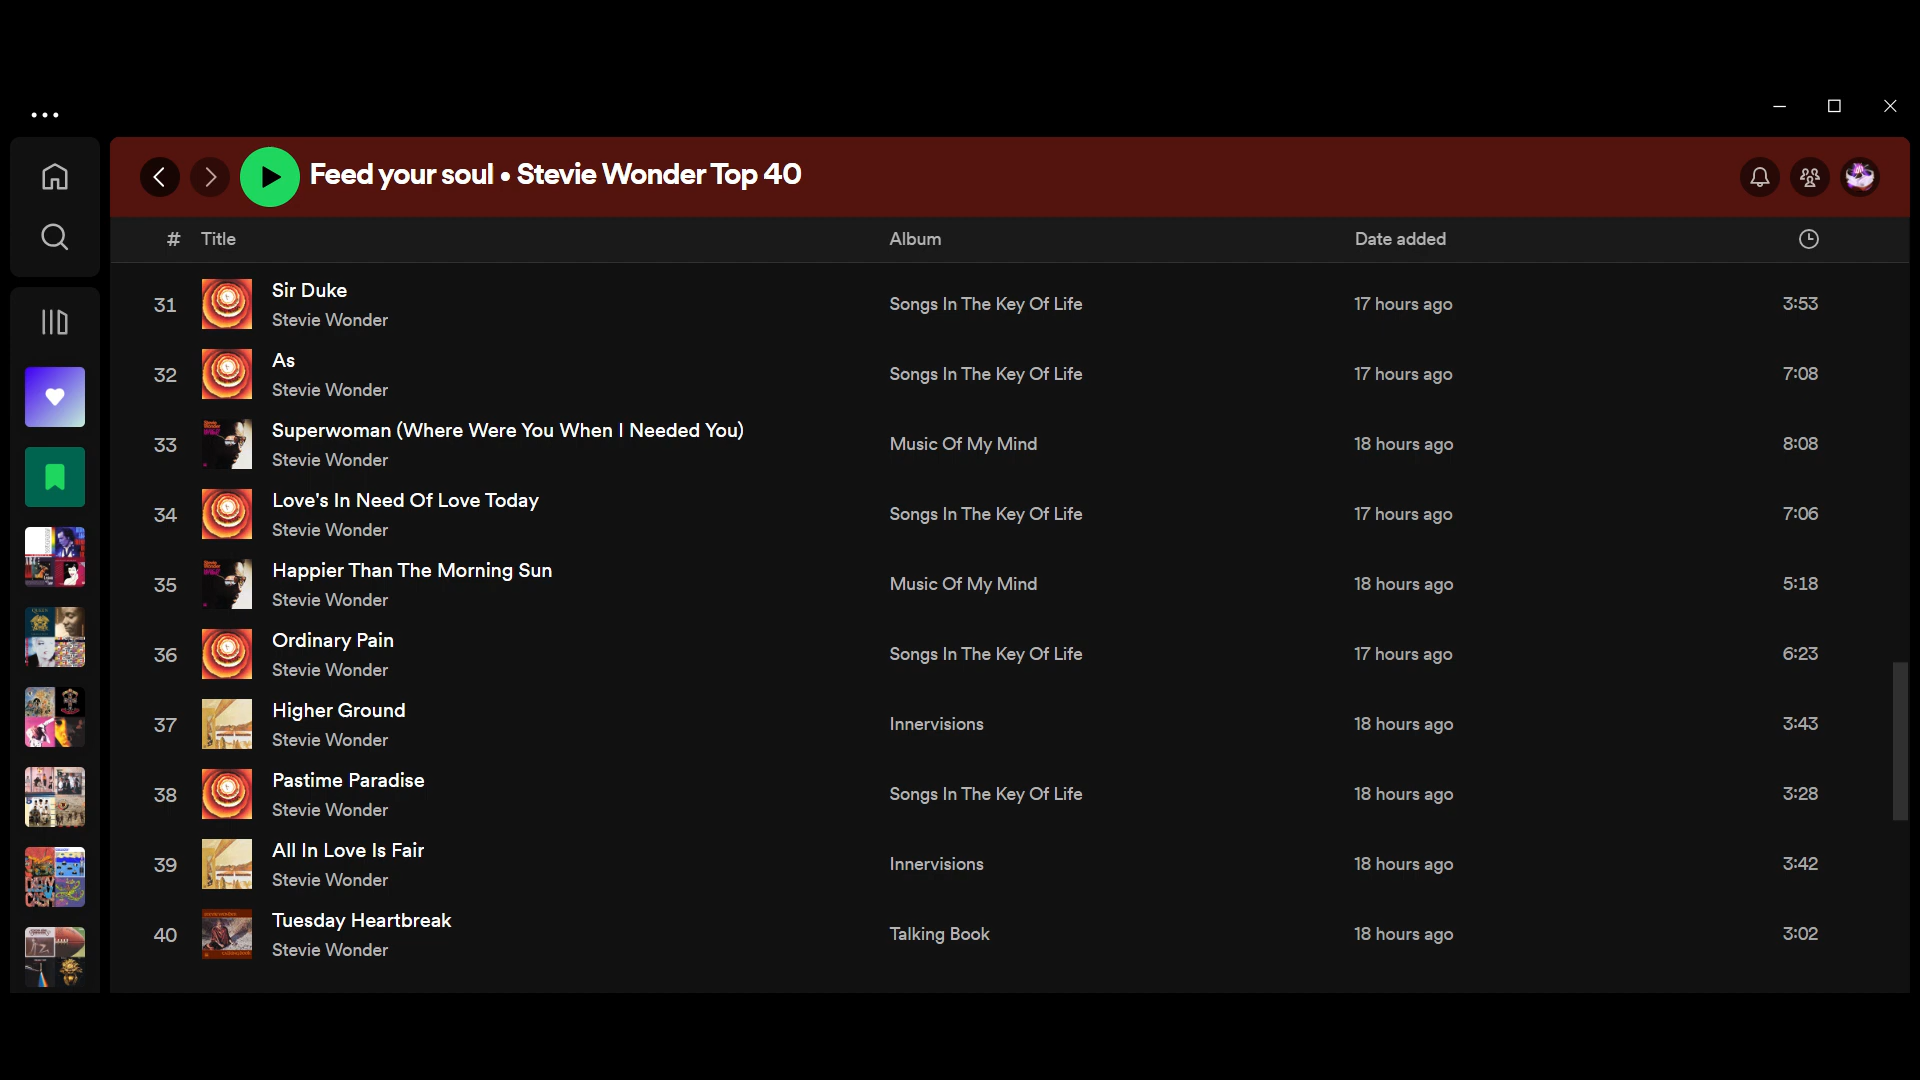 Feed your soul • Stevie Wonder Top 40
# Title Album Date added
31 Sir Duke Songs In The Key Of Life 17 hours ago 3:53
Stevie Wonder
32 As Songs In The Key Of Life 17 hours ago 7:08
Stevie Wonder
33 Superwoman (Where Were You When I Needed You) Music Of My Mind 18 hours ago 8:08
Stevie Wonder
34 Love's In Need Of Love Today Songs In The Key Of Life 17 hours ago 7:06
Stevie Wonder
35 Happier Than The Morning Sun Music Of My Mind 18 hours ago 5:18
Stevie Wonder
36 Ordinary Pain Songs In The Key Of Life 17 hours ago 6:23
Stevie Wonder
37 Higher Ground Innervisions 18 hours ago 3:43
Stevie Wonder
38 Pastime Paradise Songs In The Key Of Life 18 hours ago 3:28
Stevie Wonder
39 All In Love Is Fair Innervisions 18 hours ago 3:42
Stevie Wonder
40 Tuesday Heartbreak Talking Book 18 hours ago 3:02
Stevie Wonder